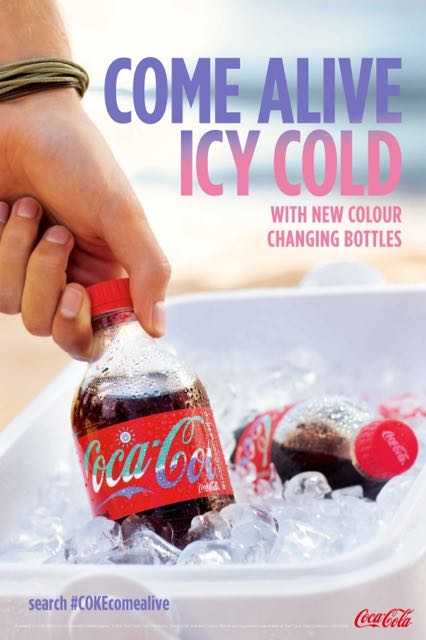 COME ALIVE
ICY COLD
WITH NEW COLOUR
CHANGING BOTTLES
Coca-Cola
Coca-Cola
search #COKEcomealive
Coca-Cola